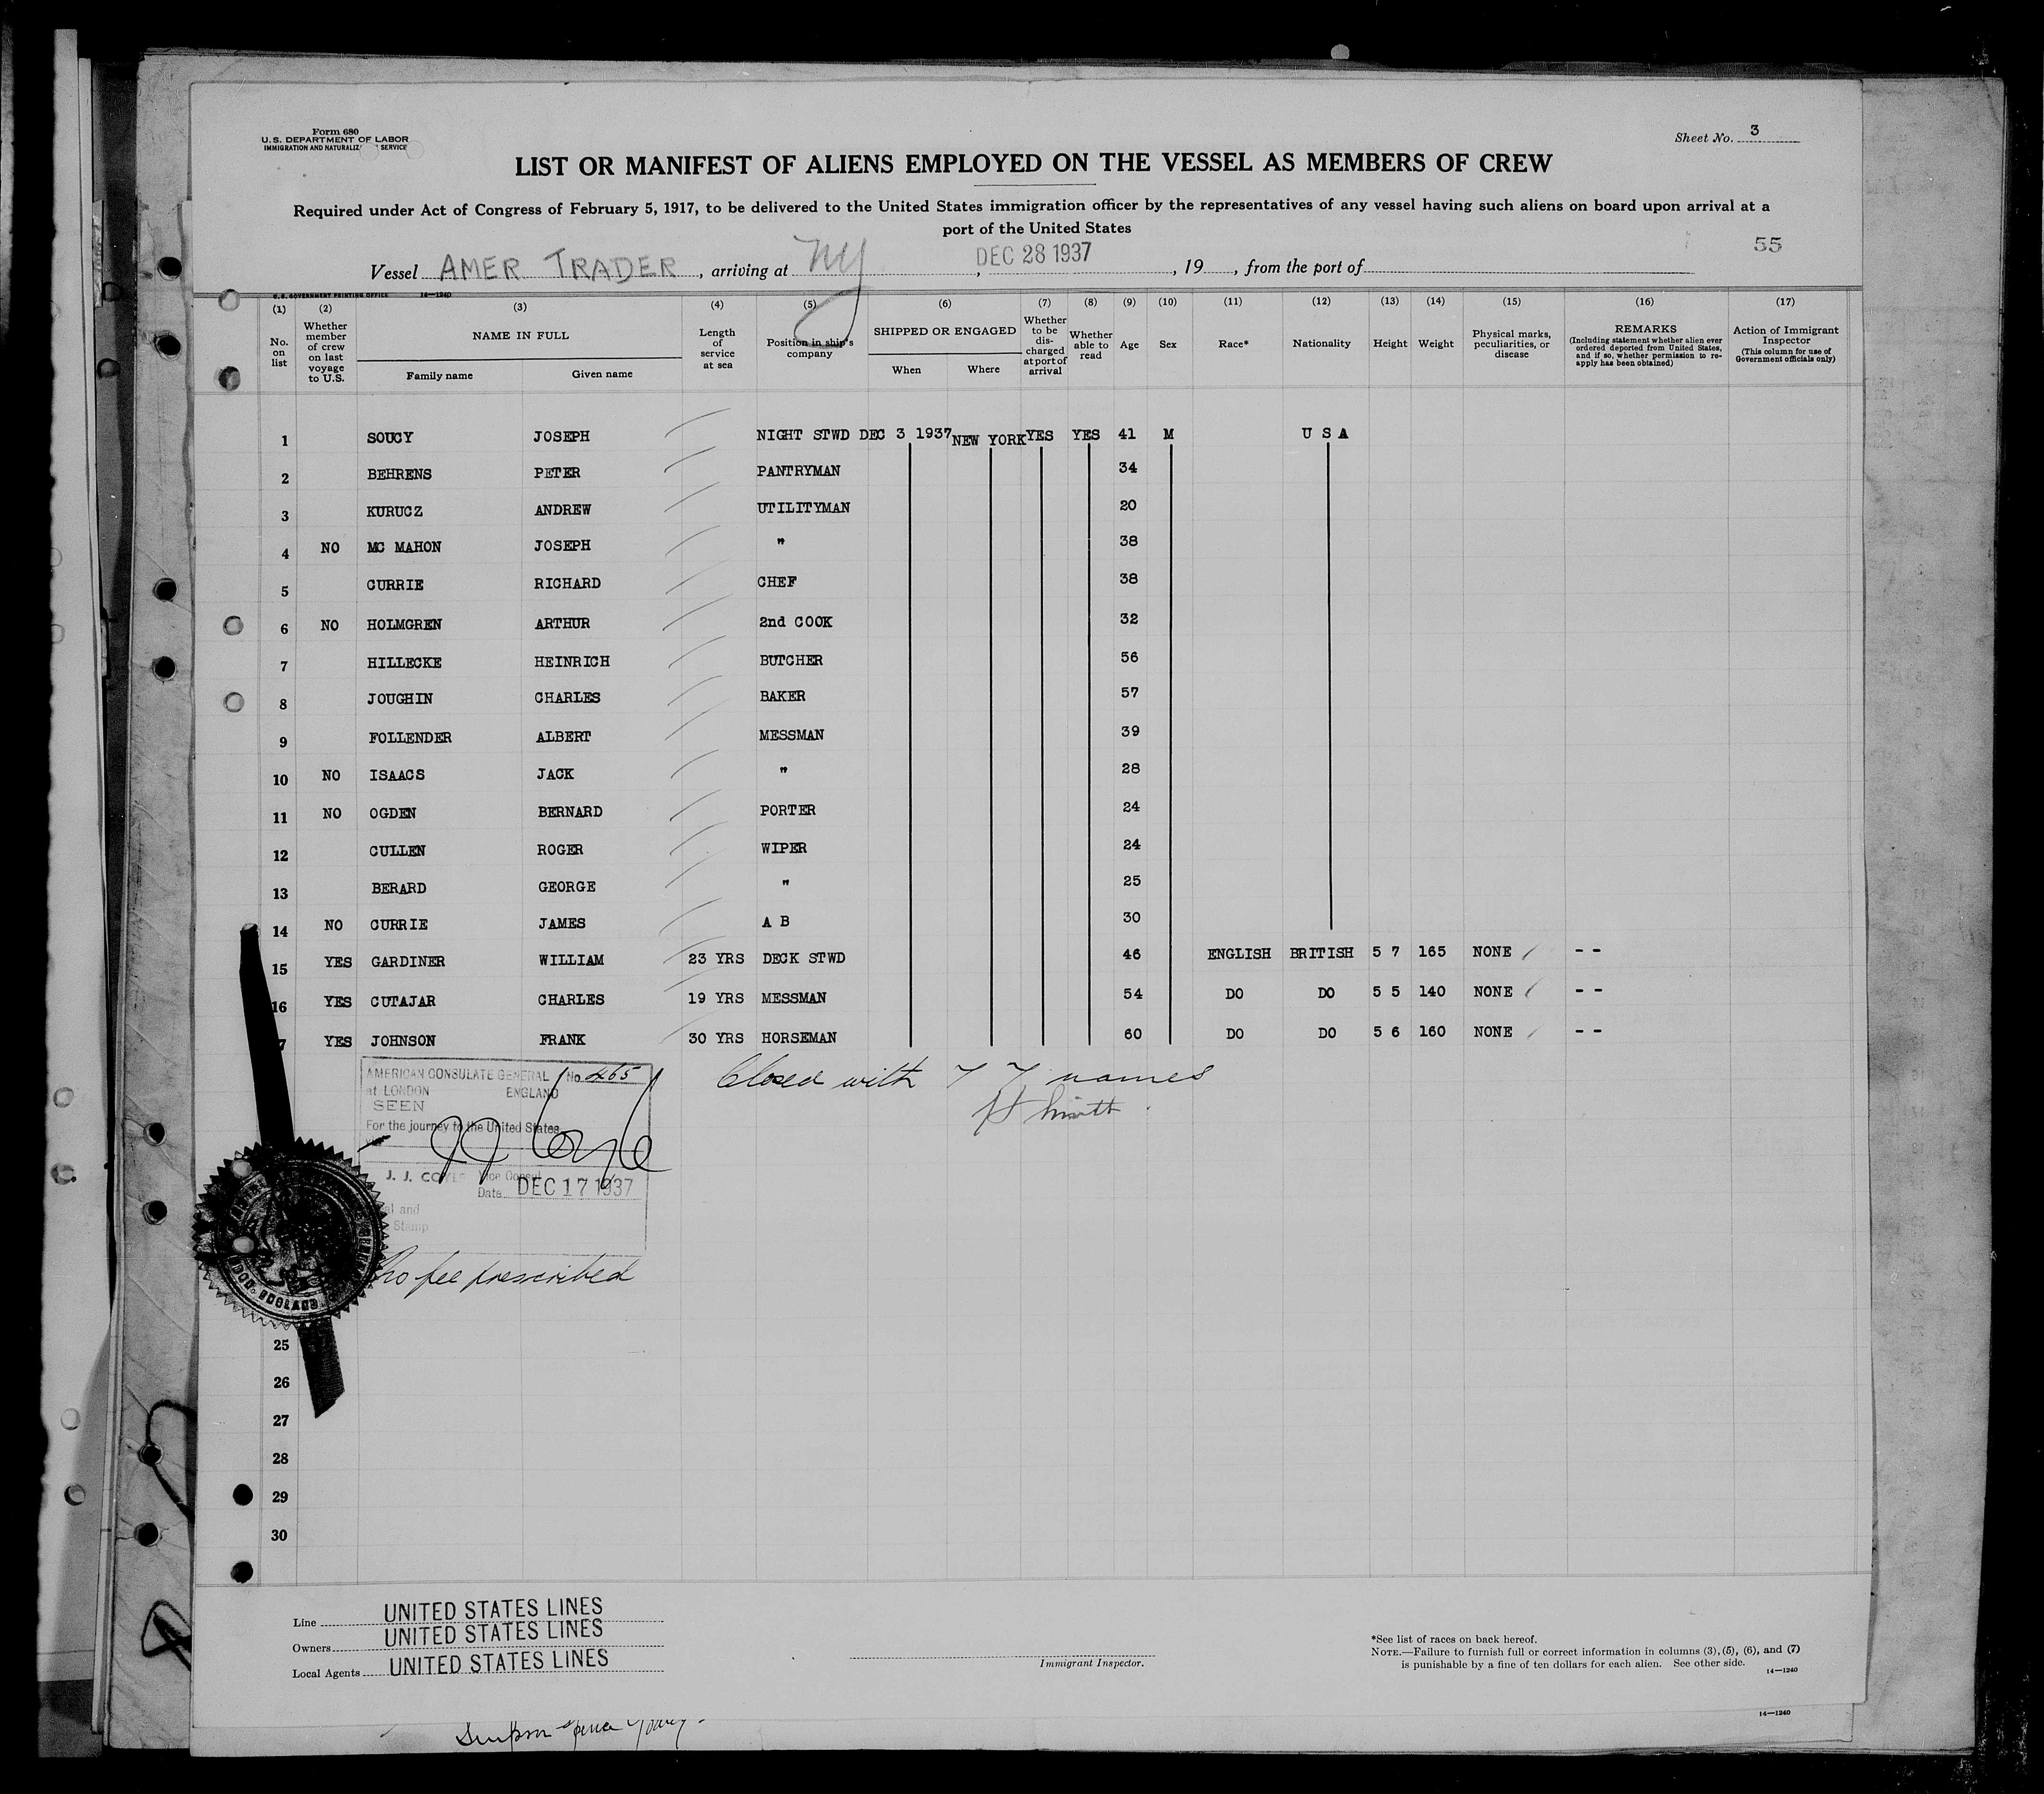 Form 680
U. S. DEPARTMENT OF LABOR
IMMIGRATION AND NATURALIZ SERVICE
Sheet No. 3
LIST OR MANIFEST OF ALIENS EMPLOYED ON THE VESSEL AS MEMBERS OF CREW
Required under Act of Congress of February 5, 1917, to be delivered to the United States immigration officer by the representatives of any vessel having such aliens on board upon arrival at a
port of the United States
55
Vessel AMER TRADER, arriving at NY, DEC 28 1937, 19, from the port of
U.S. GOVERNMENT PRINTING OFFICE 14—1240
(1) (2) (3) (4) (5) (6) (7) (8) (9) (10) (11) (12) (13) (14) (15) (16) (17)
No. on list
Whether member of crew on last voyage to U.S.
NAME IN FULL
Family name Given name
Length of service at sea
Position in ship's company
SHIPPED OR ENGAGED
When Where
Whether to be discharged at port of arrival
Whether able to read
Age
Sex
Race*
Nationality
Height
Weight
Physical marks, peculiarities, or disease
REMARKS
(Including statement whether alien ever ordered deported from United States, and if so, whether permission to re-apply has been obtained)
Action of Immigrant Inspector
(This column for use of Government officials only)
1 SOUCY JOSEPH NIGHT STWD DEC 3 1937 NEW YORK YES YES 41 M U S A
2 BEHRENS PETER PANTRYMAN 34
3 KURUCZ ANDREW UTILITYMAN 20
4 NO MC MAHON JOSEPH " 38
5 CURRIE RICHARD CHEF 38
6 NO HOLMGREN ARTHUR 2nd COOK 32
7 HILLECKE HEINRICH BUTCHER 56
8 JOUGHIN CHARLES BAKER 57
9 FOLLENDER ALBERT MESSMAN 39
10 NO ISAACS JACK " 28
11 NO OGDEN BERNARD PORTER 24
12 CULLEN ROGER WIPER 24
13 BERARD GEORGE " 25
14 NO CURRIE JAMES A B 30
15 YES GARDINER WILLIAM 23 YRS DECK STWD 46 ENGLISH BRITISH 5 7 165 NONE - -
16 YES CUTAJAR CHARLES 19 YRS MESSMAN 54 DO DO 5 5 140 NONE - -
7 YES JOHNSON FRANK 30 YRS HORSEMAN 60 DO DO 5 6 160 NONE - -
Closed with 77 names
AMERICAN CONSULATE GENERAL No. 465
at LONDON ENGLAND
SEEN
For the journey to the United States
J. J. COYLE Vice Consul
Date DEC 17 1937
and
Stamp
No fee prescribed
ENGLAND
25
26
27
28
29
30
Line UNITED STATES LINES
Owners UNITED STATES LINES
Local Agents UNITED STATES LINES
Immigrant Inspector.
*See list of races on back hereof.
NOTE.—Failure to furnish full or correct information in columns (3), (5), (6), and (7)
is punishable by a fine of ten dollars for each alien. See other side.
14—1240
14—1240